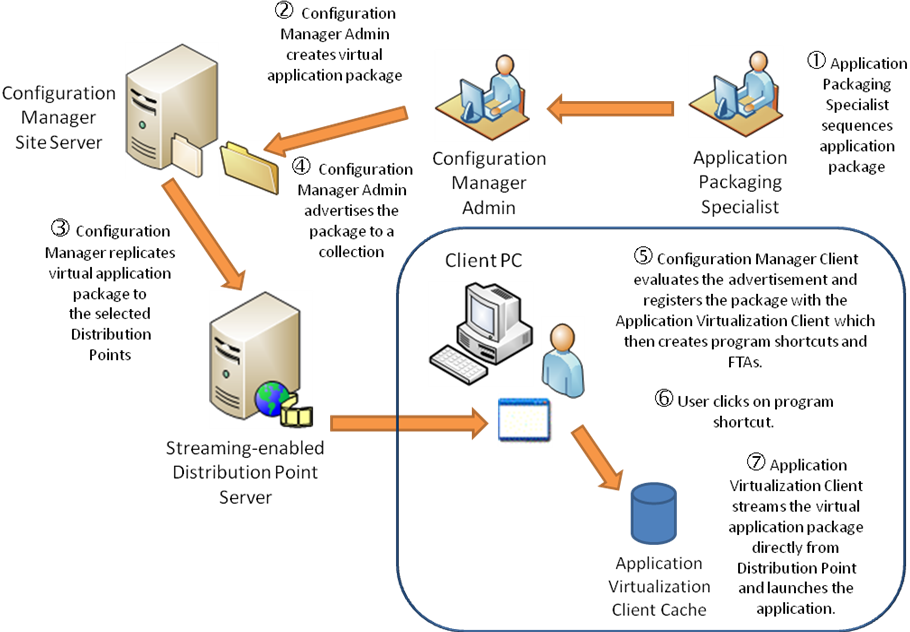 ① Application
Packaging
Specialist
sequences
application
package
Application
Packaging
Specialist
② Configuration
Manager Admin
creates virtual
application package
Configuration
Manager
Admin
Configuration
Manager
Site Server
③ Configuration
Manager replicates
virtual application
package to
the selected
Distribution
Points
④ Configuration
Manager Admin
advertises the
package to a
collection
Streaming-enabled
Distribution Point
Server
Client PC
⑤ Configuration Manager Client
evaluates the advertisement and
registers the package with the
Application Virtualization Client which
then creates program shortcuts and
FTAs.
⑥ User clicks on program
shortcut.
⑦ Application
Virtualization Client
streams the virtual
application package
directly from
Distribution Point
and launches the
application.
Application
Virtualization
Client Cache